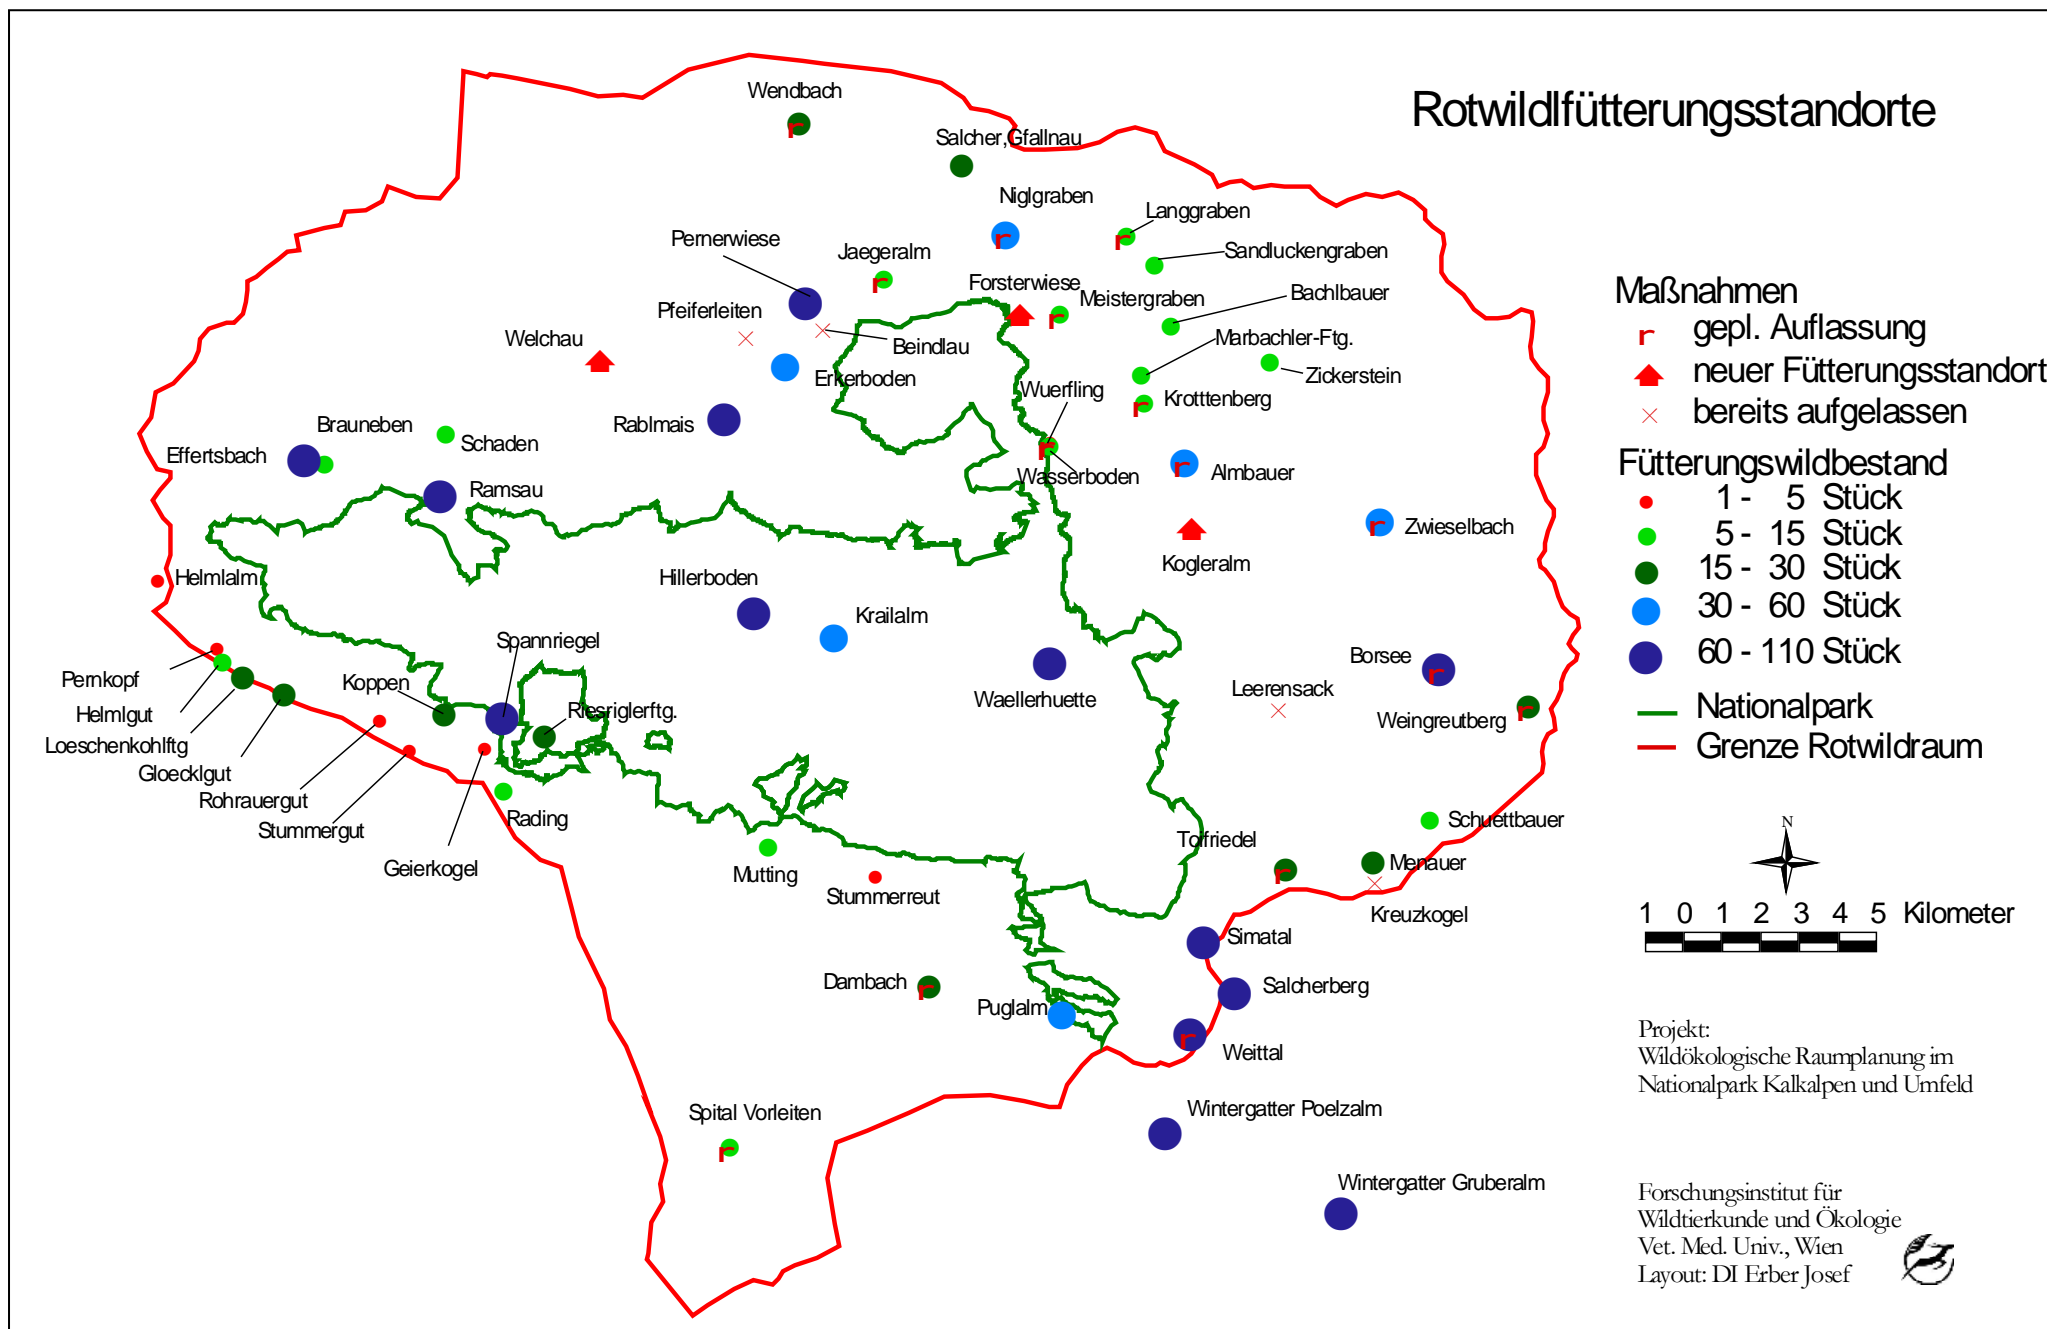 Rotwildfütterungsstandorte
Wendbach
Salcher,Gfallnau
Niglgraben
Langgraben
Pernerwiese
Jaegeralm
Sandluckengraben
Forsterwiese
Meistergraben
Bachlbauer
Pfeiferleiten
Welchau
Beindlau
Marbachler-Ftg.
Erkerboden
Zickerstein
Wuerfling
Krotttenberg
Brauneben
Rablmais
Schaden
Effertsbach
Wasserboden
Almbauer
Ramsau
Zwieselbach
Kogleralm
Helmlalm
Hillerboden
Krailalm
Spannriegel
Borsee
Pernkopf
Koppen
Waellerhuette
Leerensack
Helmlgut
Riesriglerftg.
Weingreutberg
Loeschenkohlftg
Gloecklgut
Rohrauergut
Stummergut
Rading
Schuettbauer
Tofriedel
Geierkogel
Mutting
Menauer
Stummerreut
Kreuzkogel
Simatal
Dambach
Salcherberg
Puglalm
Weittal
Spital Vorleiten
Wintergatter Poelzalm
Wintergatter Gruberalm
Maßnahmen
r gepl. Auflassung
neuer Fütterungsstandort
bereits aufgelassen
Fütterungswildbestand
1 - 5 Stück
5 - 15 Stück
15 - 30 Stück
30 - 60 Stück
60 - 110 Stück
Nationalpark
Grenze Rotwildraum
N
1 0 1 2 3 4 5 Kilometer
Projekt:
Wildökologische Raumplanung im
Nationalpark Kalkalpen und Umfeld
Forschungsinstitut für
Wildtierkunde und Ökologie
Vet. Med. Univ., Wien
Layout: DI Erber Josef